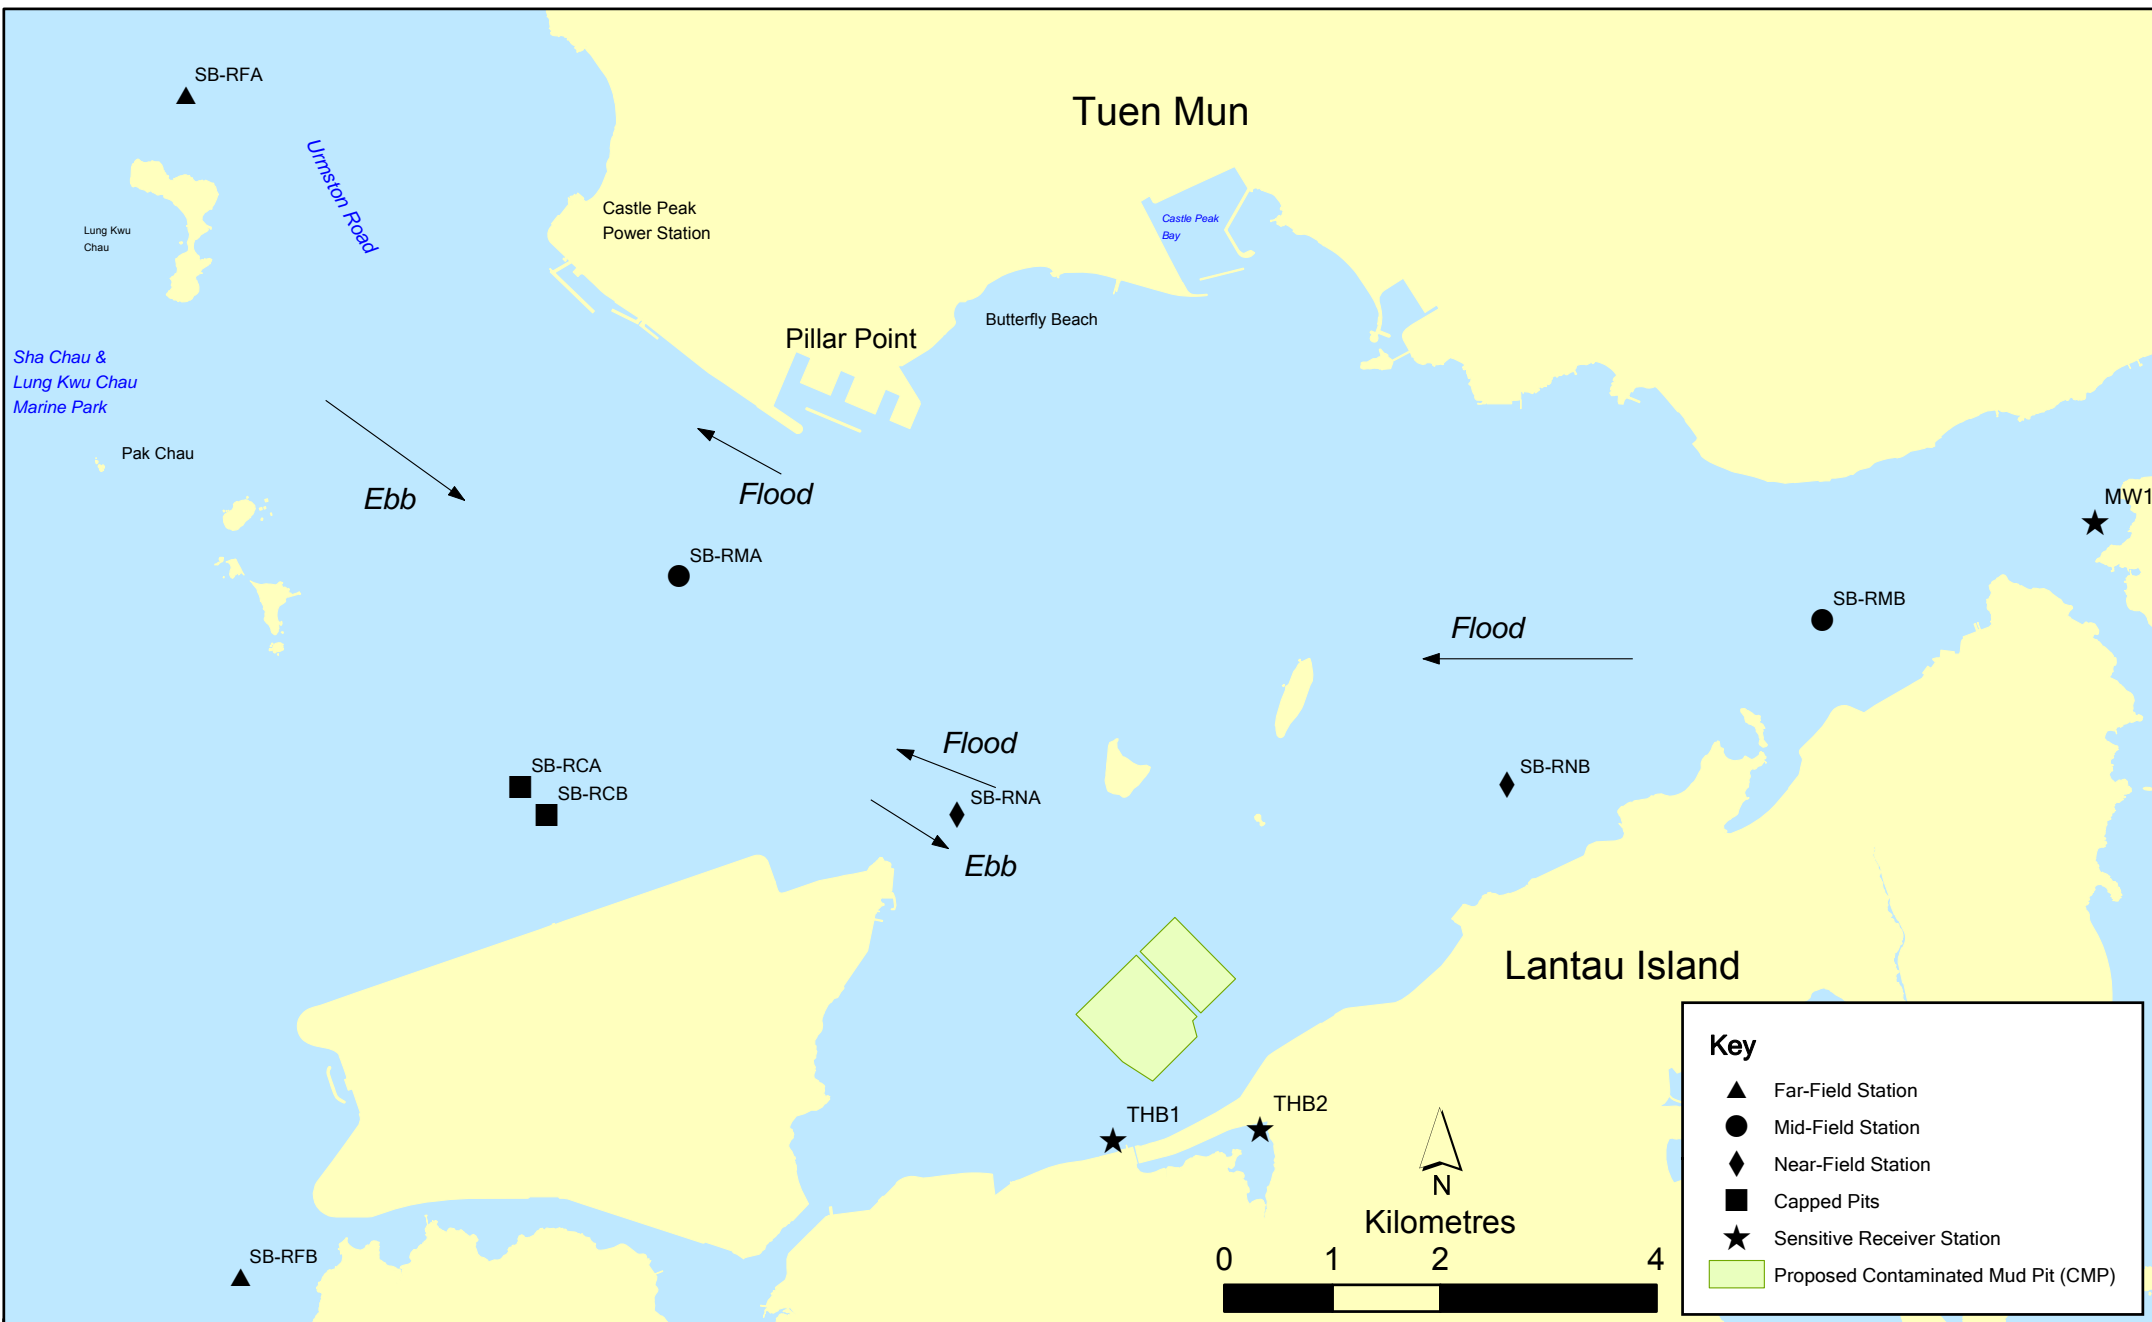 SB-RFA
Tuen Mun
Urmston Road
Castle Peak
Power Station
Castle Peak
Bay
Lung Kwu
Chau
Butterfly Beach
Pillar Point
Sha Chau &
Lung Kwu Chau
Marine Park
Pak Chau
Ebb
Flood
MW1
SB-RMA
SB-RMB
Flood
Flood
SB-RCA
SB-RCB
SB-RNA
SB-RNB
Ebb
Lantau Island
THB1
THB2
SB-RFB
N
Kilometres
0 1 2 4
Key
Far-Field Station
Mid-Field Station
Near-Field Station
Capped Pits
Sensitive Receiver Station
Proposed Contaminated Mud Pit (CMP)